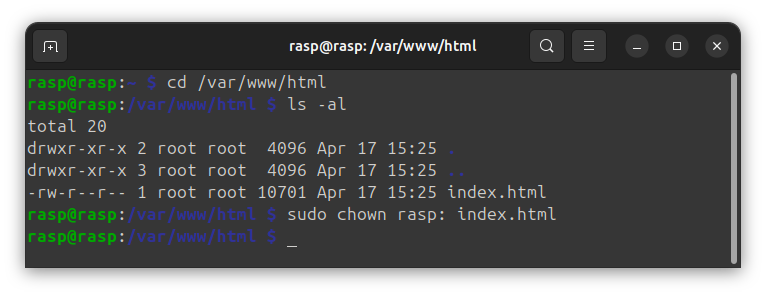 rasp@rasp: /var/www/html
rasp@rasp:~ $ cd /var/www/html
rasp@rasp:/var/www/html $ ls -al
total 20
drwxr-xr-x 2 root root  4096 Apr 17 15:25 .
drwxr-xr-x 3 root root  4096 Apr 17 15:25 ..
-rw-r--r-- 1 root root 10701 Apr 17 15:25 index.html
rasp@rasp:/var/www/html $ sudo chown rasp: index.html
rasp@rasp:/var/www/html $ _